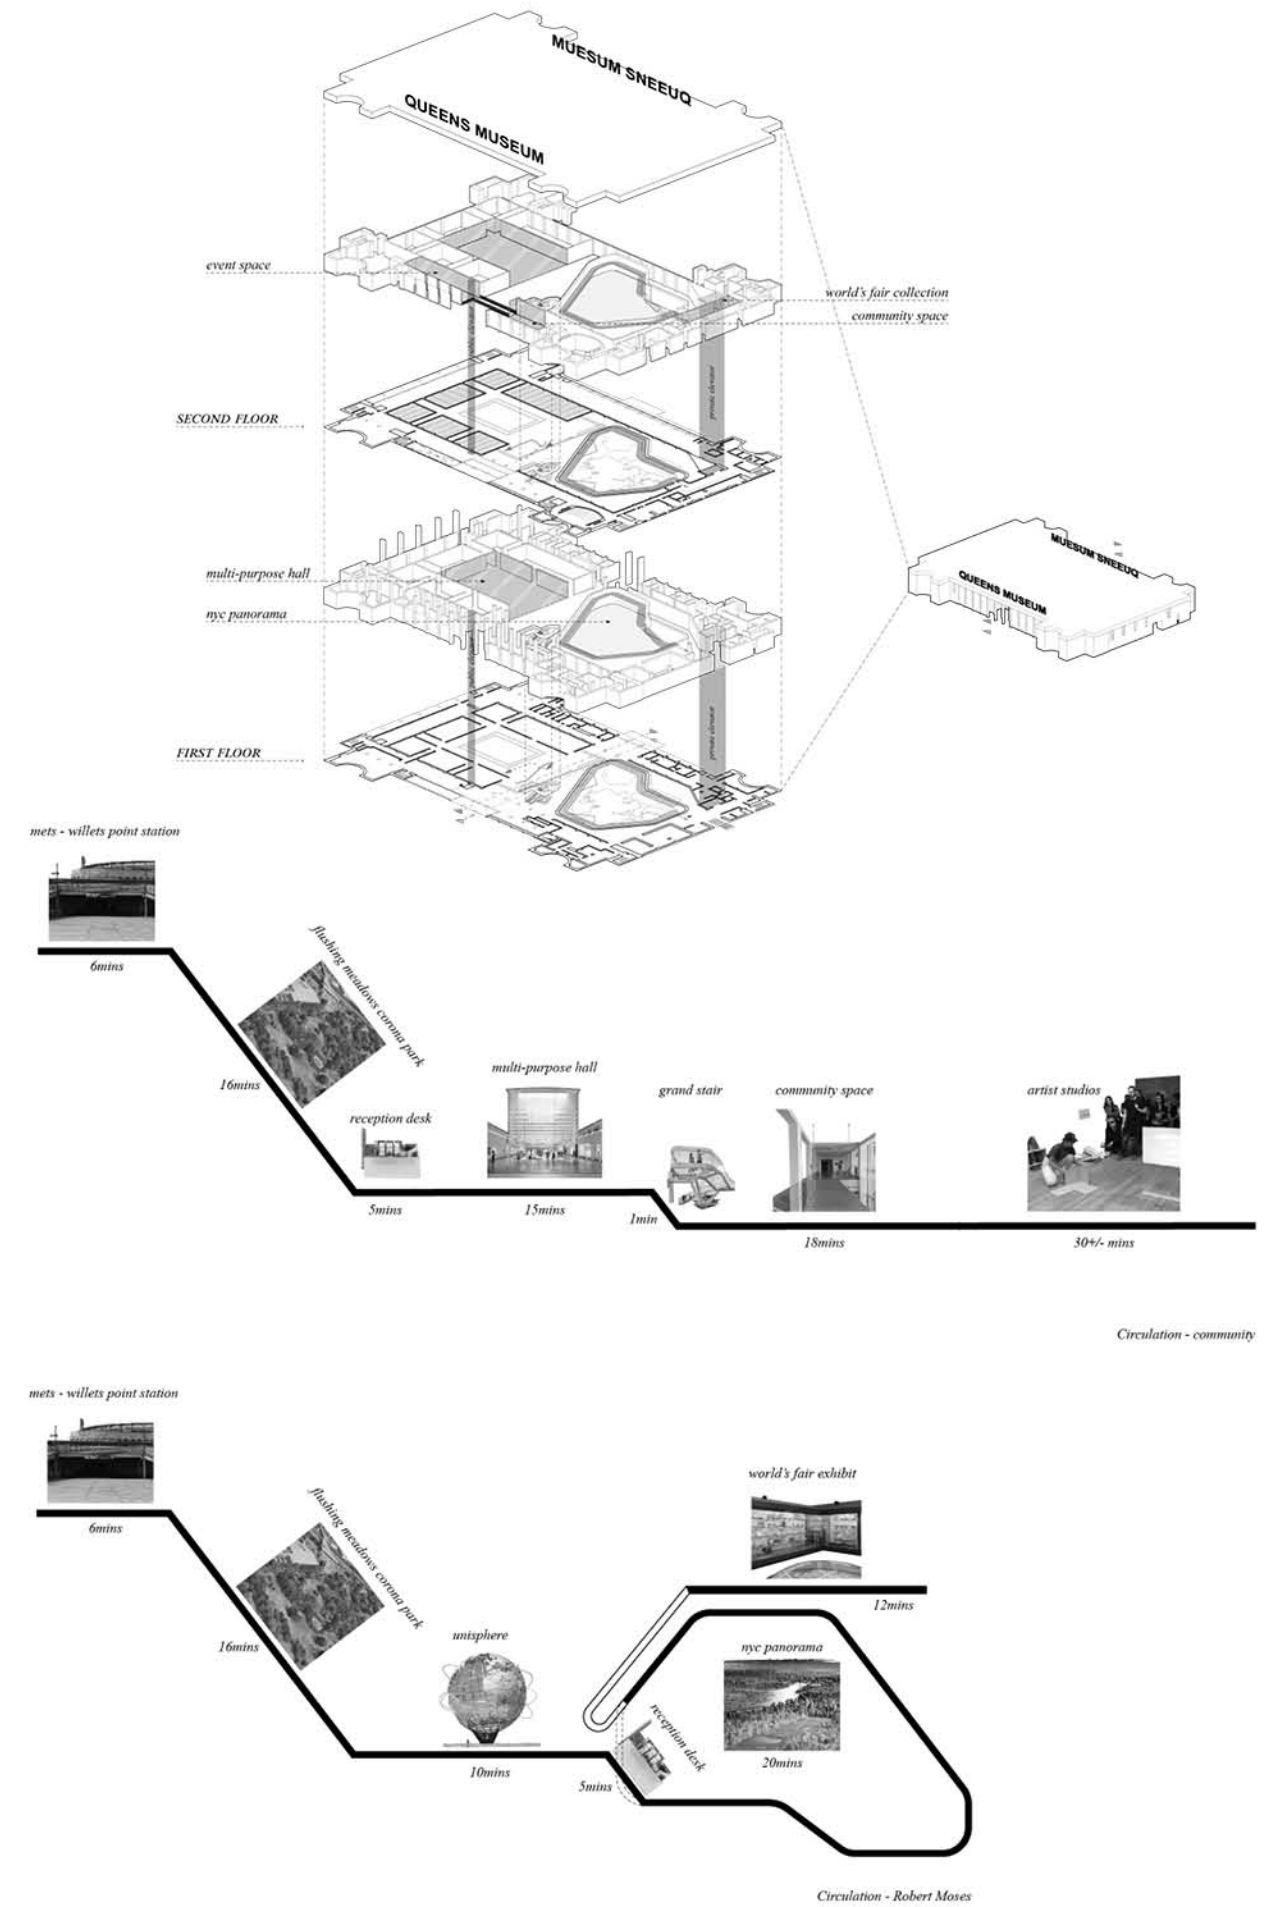 MUESUM SNEEUQ
QUEENS MUSEUM
event space
world's fair collection
community space
private elevator
SECOND FLOOR
MUESUM SNEEUQ
QUEENS MUSEUM
multi-purpose hall
nyc panorama
private elevator
FIRST FLOOR
mets - willets point station
6mins
flushing meadows corona park
16mins
reception desk
5mins
multi-purpose hall
15mins
grand stair
1min
community space
18mins
artist studios
30+/- mins
Circulation - community
mets - willets point station
6mins
flushing meadows corona park
16mins
unisphere
10mins
reception desk
5mins
nyc panorama
20mins
world's fair exhibit
12mins
Circulation - Robert Moses